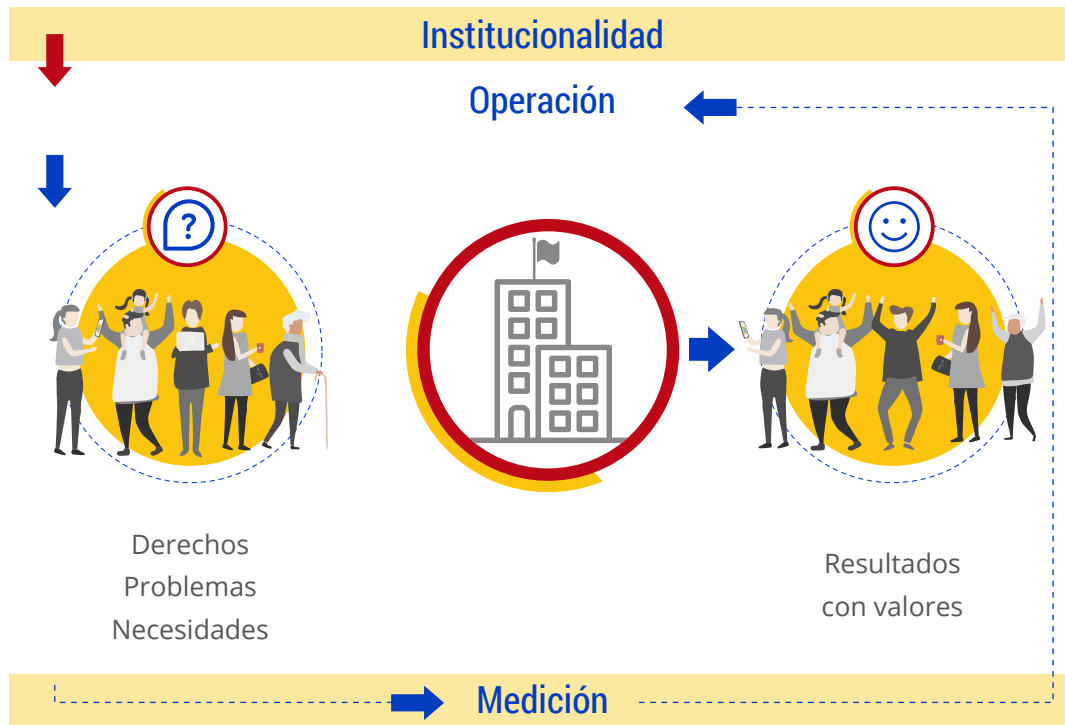 Institucionalidad
Operación
?
Derechos
Problemas
Necesidades
Resultados
con valores
Medición